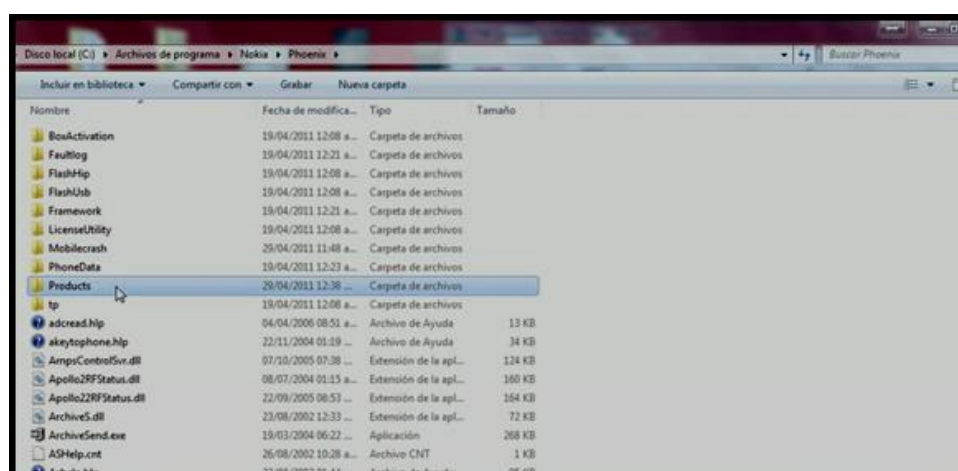 Disco local (C:) ▸ Archivos de programa ▸ Nokia ▸ Phoenix ▸ Buscar Phoenix
Incluir en biblioteca ▾ Compartir con ▾ Grabar Nueva carpeta
Nombre Fecha de modifica... Tipo Tamaño
BoxActivation 19/04/2011 12:08 a... Carpeta de archivos
Faultlog 19/04/2011 12:21 a... Carpeta de archivos
FlashHip 19/04/2011 12:08 a... Carpeta de archivos
FlashUsb 19/04/2011 12:08 a... Carpeta de archivos
Framework 19/04/2011 12:21 a... Carpeta de archivos
LicenseUtility 19/04/2011 12:08 a... Carpeta de archivos
Mobilecrash 29/04/2011 11:48 a... Carpeta de archivos
PhoneData 19/04/2011 12:23 a... Carpeta de archivos
Products 29/04/2011 12:38 ... Carpeta de archivos
tp 19/04/2011 12:08 a... Carpeta de archivos
adcread.hlp 04/04/2006 08:51 a... Archivo de Ayuda 13 KB
akeytophone.hlp 22/11/2004 01:19 ... Archivo de Ayuda 34 KB
AmpsControlSvr.dll 07/10/2005 07:38 ... Extensión de la apl... 124 KB
Apollo2RFStatus.dll 08/07/2004 01:15 a... Extensión de la apl... 160 KB
Apollo22RFStatus.dll 22/09/2005 08:53 ... Extensión de la apl... 164 KB
ArchiveS.dll 23/08/2002 12:33 ... Extensión de la apl... 72 KB
ArchiveSend.exe 19/03/2004 06:22 ... Aplicación 268 KB
ASHelp.cnt 26/08/2002 10:28 a... Archivo CNT 1 KB